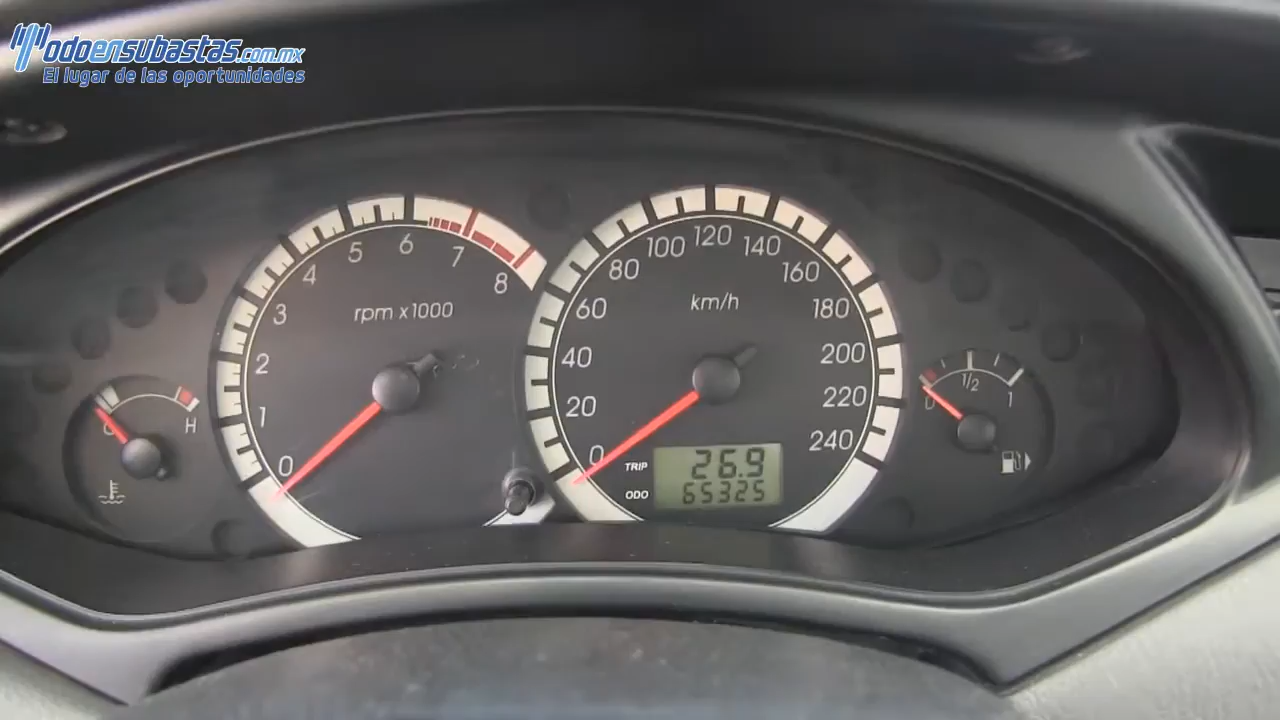 Todoensubastas.com.mx
El lugar de las oportunidades
0 1 2 3 4 5 6 7 8
rpm x1000
0 20 40 60 80 100 120 140 160 180 200 220 240
km/h
C H
0 1/2 1
TRIP 26.9
ODO 65325